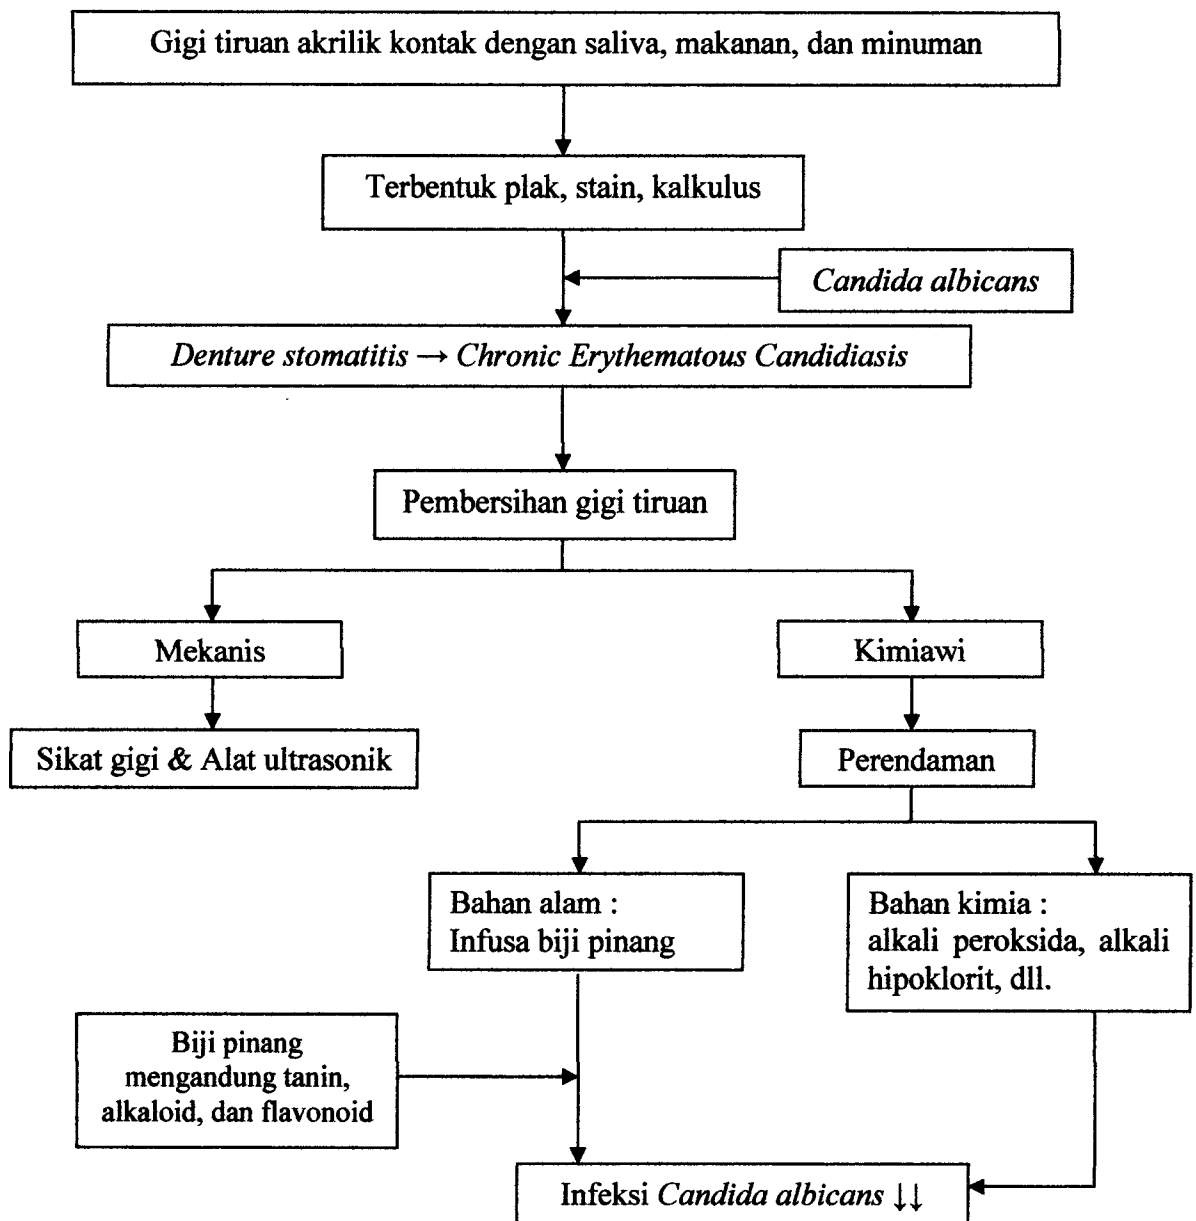 Gigi tiruan akrilik kontak dengan saliva, makanan, dan minuman
Terbentuk plak, stain, kalkulus
Candida albicans
Denture stomatitis → Chronic Erythematous Candidiasis
Pembersihan gigi tiruan
Mekanis
Kimiawi
Sikat gigi & Alat ultrasonik
Perendaman
Bahan alam :
Infusa biji pinang
Bahan kimia :
alkali peroksida, alkali
hipoklorit, dll.
Biji pinang
mengandung tanin,
alkaloid, dan flavonoid
Infeksi Candida albicans ↓↓